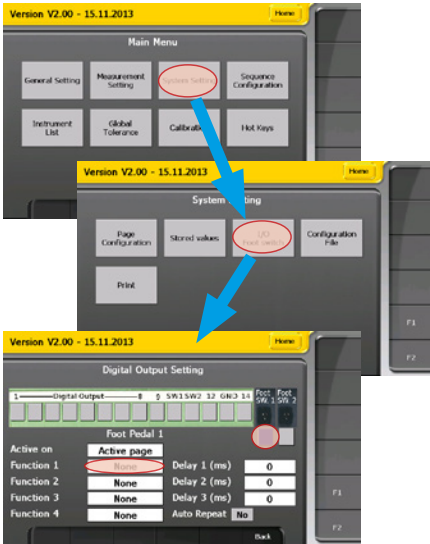 Version V2.00 - 15.11.2013 Home
Main Menu
General Setting Measurement Setting System Setting Sequence Configuration
Instrument List Global Tolerance Calibration Hot Keys
Version V2.00 - 15.11.2013 Home
System Setting
Page Configuration Stored values I/O Foot switch Configuration File
Print
F1
F2
Version V2.00 - 15.11.2013 Home
Digital Output Setting
1 Digital Output 8 9 SW1 SW2 12 GND 14 Foot SW 1 Foot SW 2
Foot Pedal 1
Active on Active page
Function 1 None Delay 1 (ms) 0
Function 2 None Delay 2 (ms) 0
Function 3 None Delay 3 (ms) 0
Function 4 None Auto Repeat No
F1
F2
Back